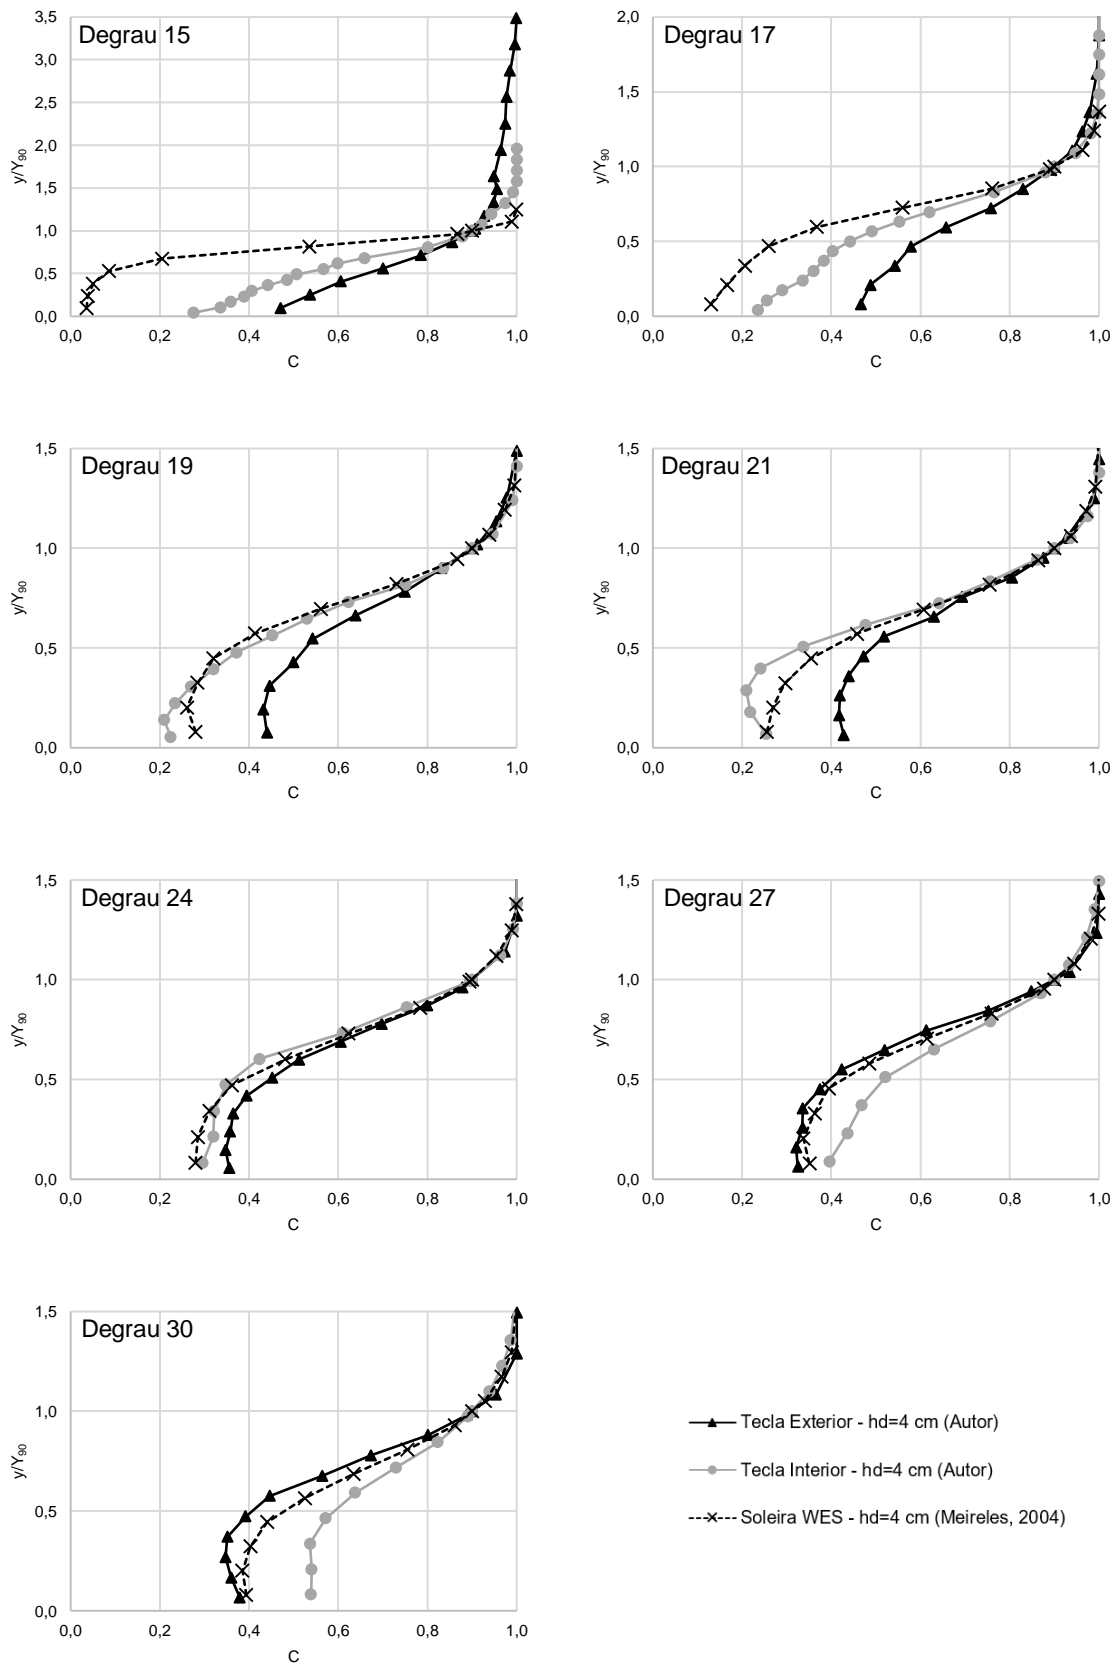 Degrau 15
3,5
3,0
2,5
2,0
1,5
1,0
0,5
0,0
y/Y90
0,0 0,2 0,4 0,6 0,8 1,0
C
Degrau 17
2,0
1,5
1,0
0,5
0,0
y/Y90
0,0 0,2 0,4 0,6 0,8 1,0
C
Degrau 19
1,5
1,0
0,5
0,0
y/Y90
0,0 0,2 0,4 0,6 0,8 1,0
C
Degrau 21
1,5
1,0
0,5
0,0
y/Y90
0,0 0,2 0,4 0,6 0,8 1,0
C
Degrau 24
1,5
1,0
0,5
0,0
y/Y90
0,0 0,2 0,4 0,6 0,8 1,0
C
Degrau 27
1,5
1,0
0,5
0,0
y/Y90
0,0 0,2 0,4 0,6 0,8 1,0
C
Degrau 30
1,5
1,0
0,5
0,0
y/Y90
0,0 0,2 0,4 0,6 0,8 1,0
C
Tecla Exterior - hd=4 cm (Autor)
Tecla Interior - hd=4 cm (Autor)
Soleira WES - hd=4 cm (Meireles, 2004)